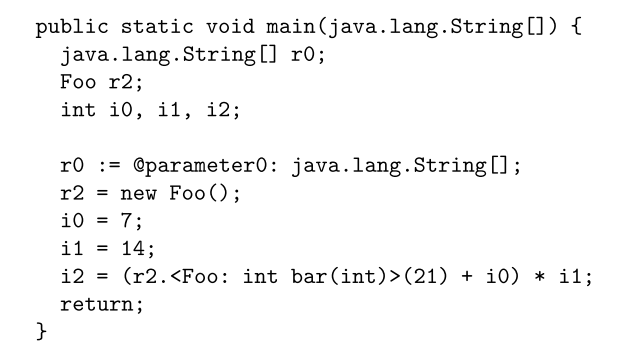 public static void main(java.lang.String[]) {
java.lang.String[] r0;
Foo r2;
int i0, i1, i2;
r0 := @parameter0: java.lang.String[];
r2 = new Foo();
i0 = 7;
i1 = 14;
i2 = (r2.<Foo: int bar(int)>(21) + i0) * i1;
return;
}